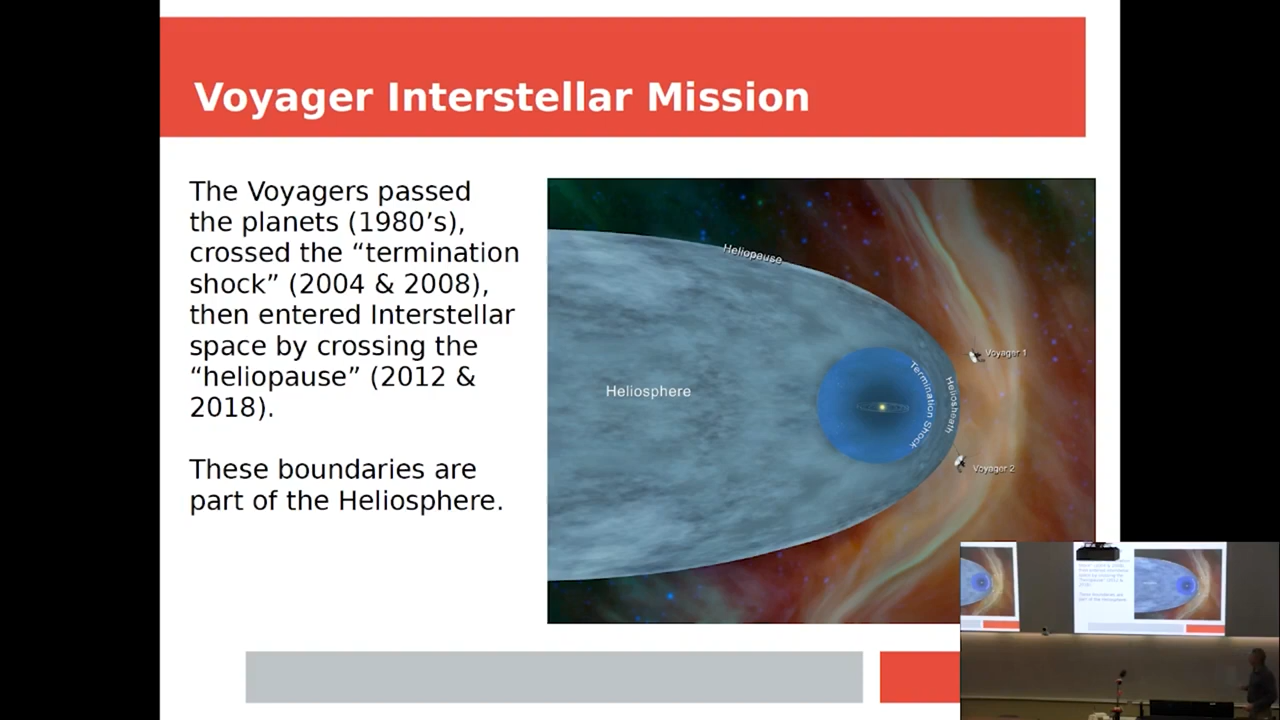 Voyager Interstellar Mission
The Voyagers passed
the planets (1980’s),
crossed the “termination
shock” (2004 & 2008),
then entered Interstellar
space by crossing the
“heliopause” (2012 &
2018).
These boundaries are
part of the Heliosphere.
Heliopause
Heliosphere
Termination Shock
Heliosheath
Voyager 1
Voyager 2